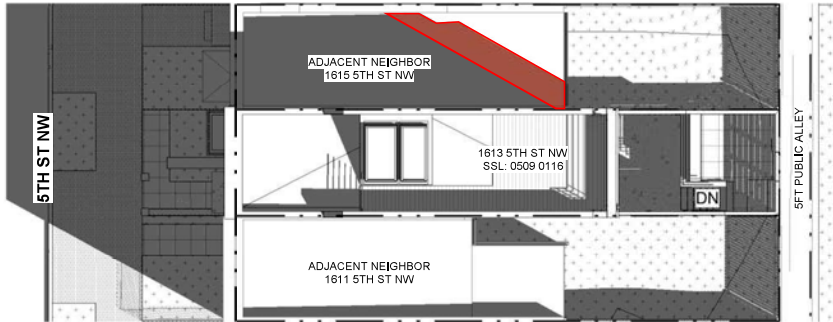 ADJACENT NEIGHBOR
1615 5TH ST NW
5TH ST NW
1613 5TH ST NW
SSL: 0509 0116
DN
5FT PUBLIC ALLEY
ADJACENT NEIGHBOR
1611 5TH ST NW